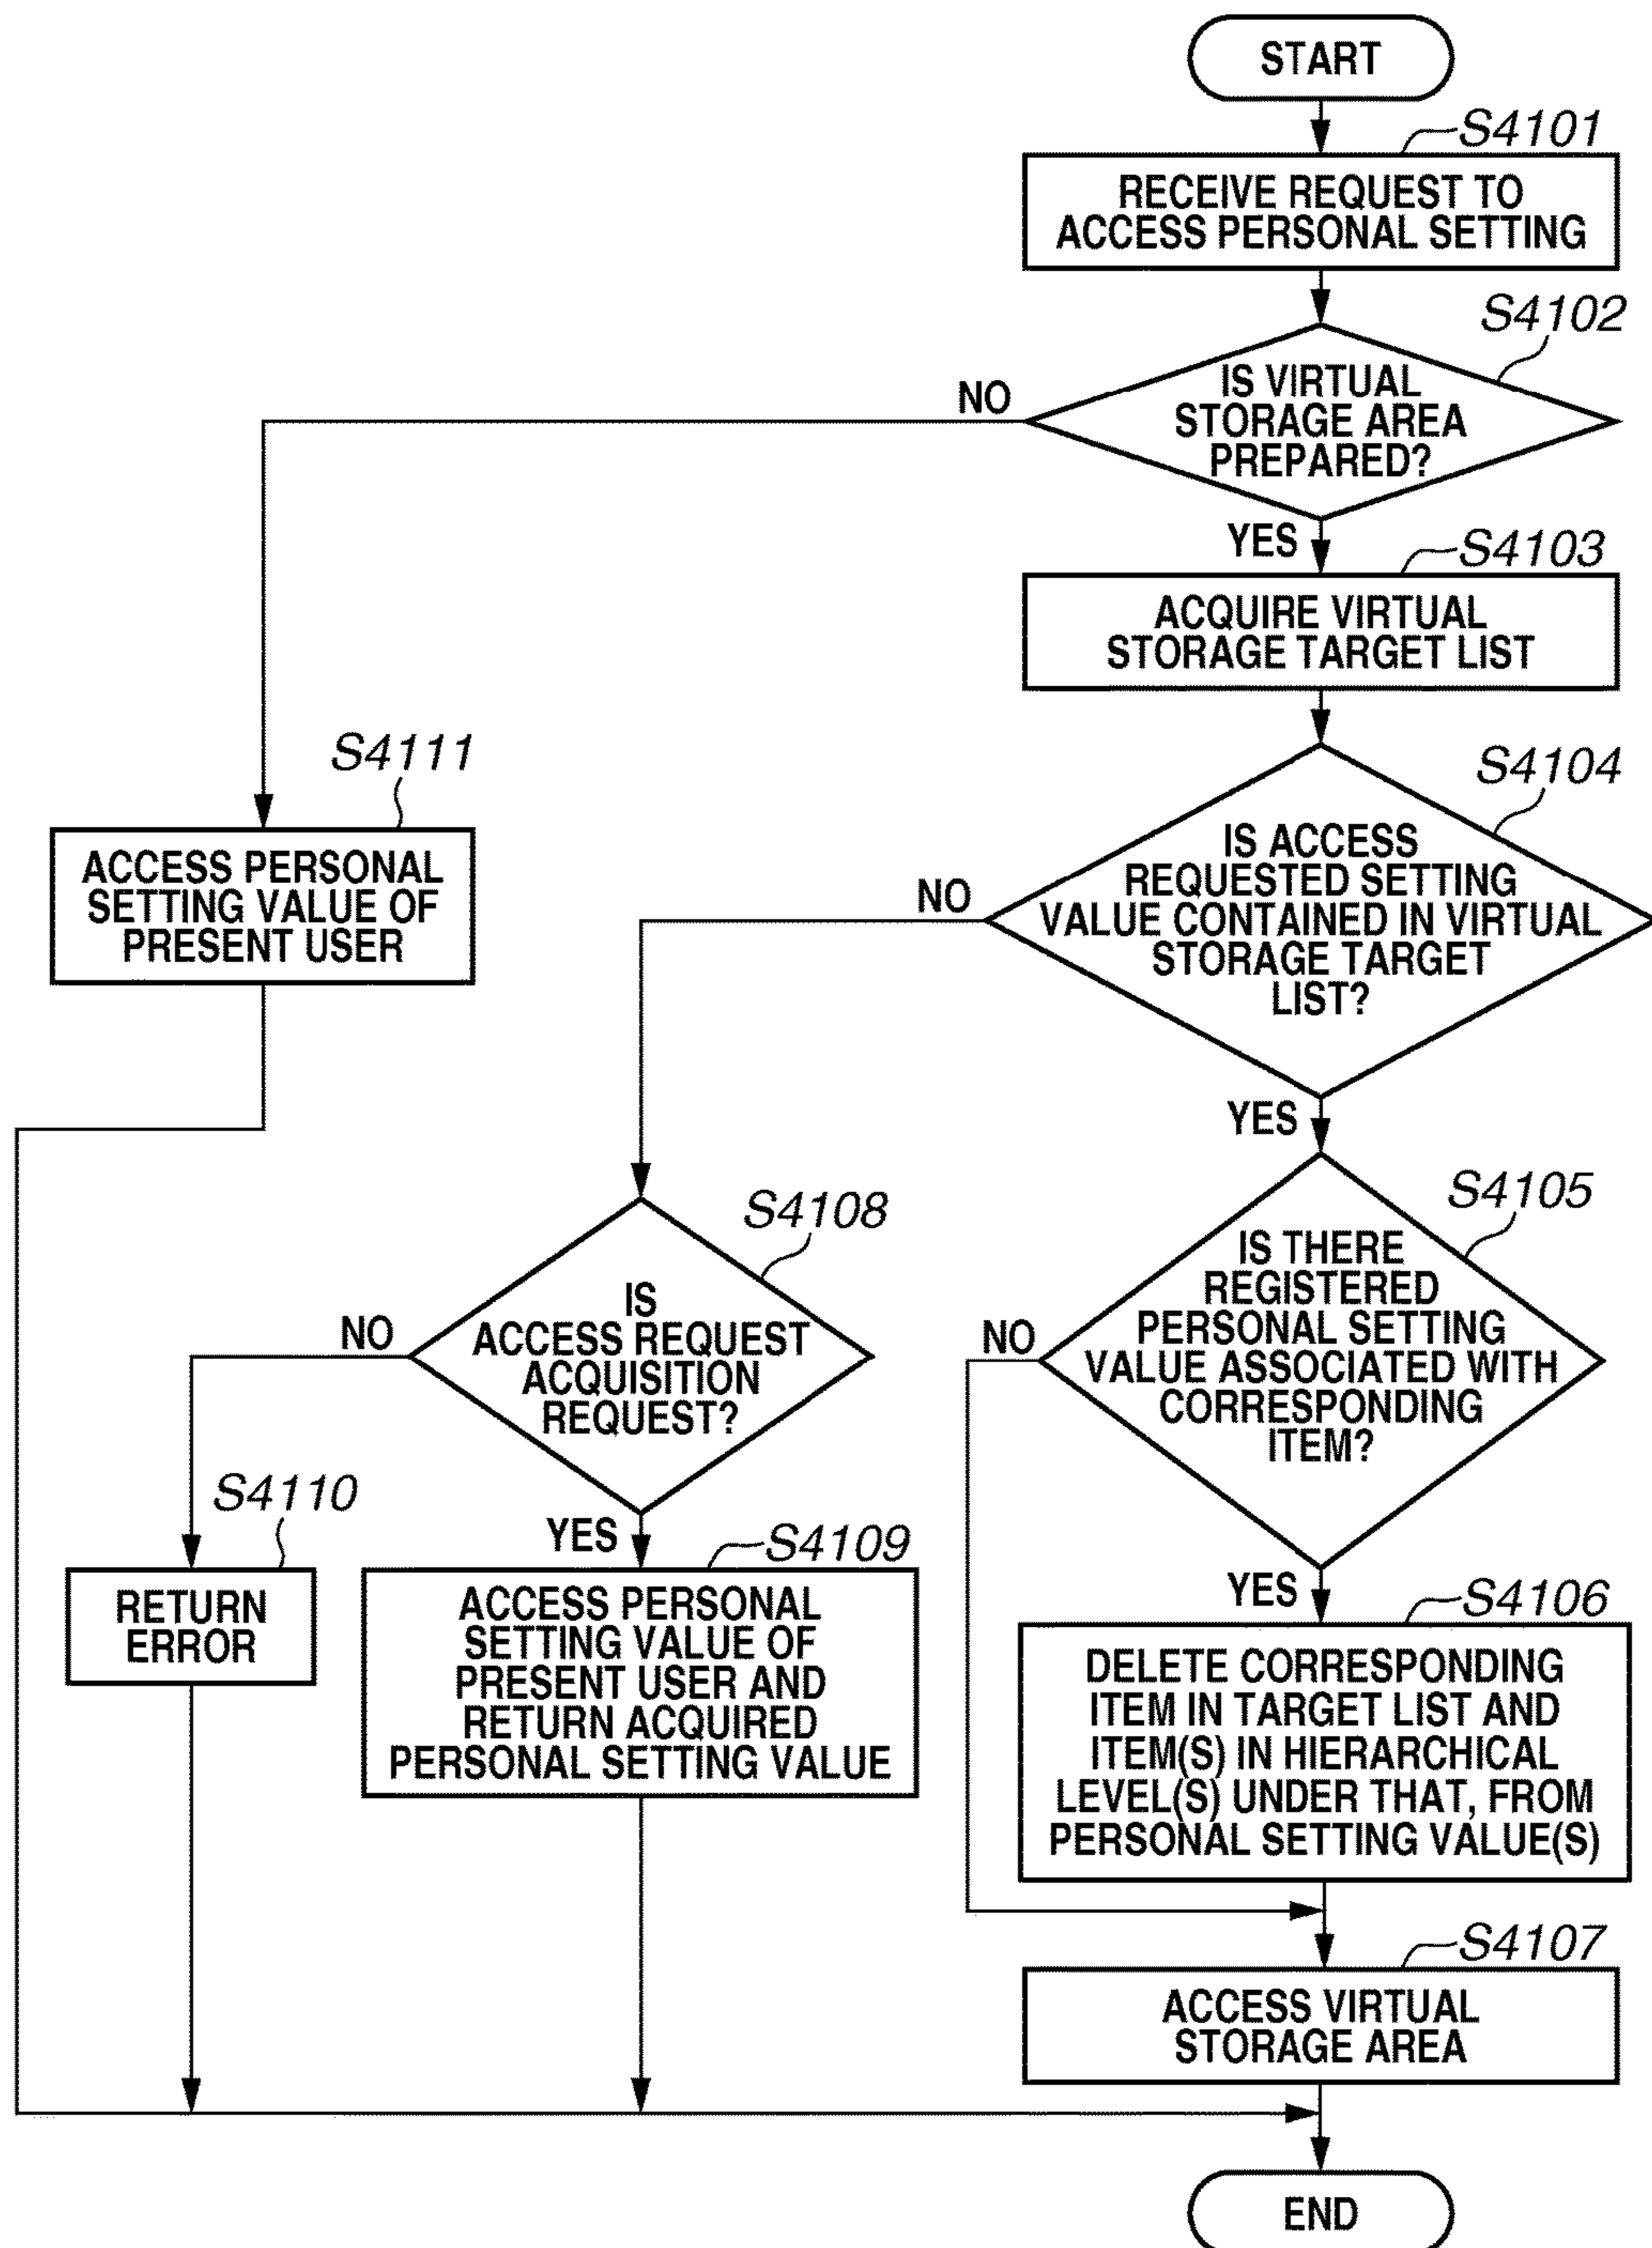 START
S4101
RECEIVE REQUEST TO
ACCESS PERSONAL SETTING
S4102
IS VIRTUAL
STORAGE AREA
PREPARED?
NO
YES
S4103
ACQUIRE VIRTUAL
STORAGE TARGET LIST
S4111
ACCESS PERSONAL
SETTING VALUE OF
PRESENT USER
S4104
IS ACCESS
REQUESTED SETTING
VALUE CONTAINED IN VIRTUAL
STORAGE TARGET
LIST?
NO
YES
S4108
IS
ACCESS REQUEST
ACQUISITION
REQUEST?
NO
YES
S4105
IS THERE
REGISTERED
PERSONAL SETTING
VALUE ASSOCIATED WITH
CORRESPONDING
ITEM?
NO
YES
S4110
RETURN
ERROR
S4109
ACCESS PERSONAL
SETTING VALUE OF
PRESENT USER AND
RETURN ACQUIRED
PERSONAL SETTING VALUE
S4106
DELETE CORRESPONDING
ITEM IN TARGET LIST AND
ITEM(S) IN HIERARCHICAL
LEVEL(S) UNDER THAT, FROM
PERSONAL SETTING VALUE(S)
S4107
ACCESS VIRTUAL
STORAGE AREA
END